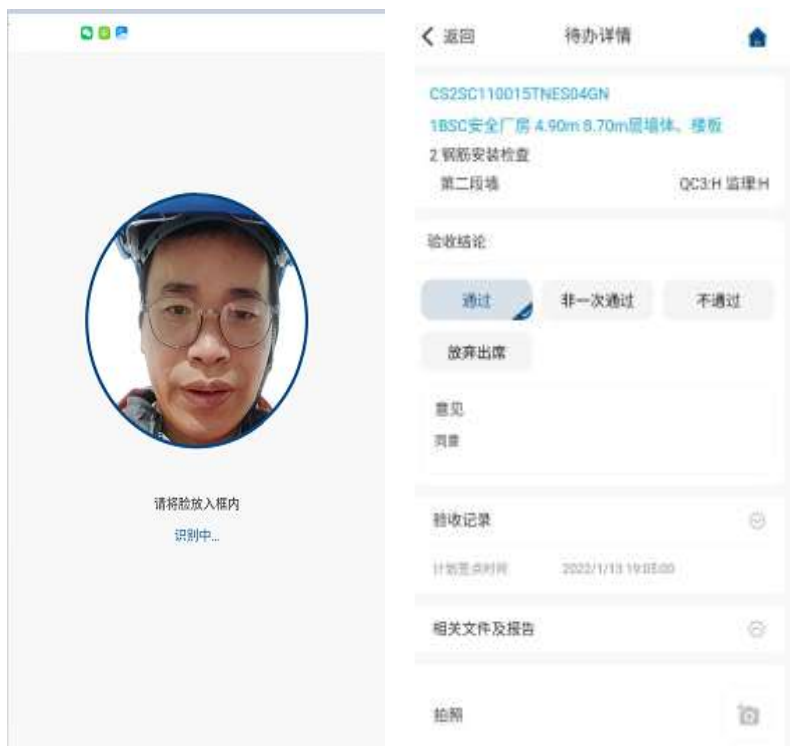 请将脸放入框内
识别中...
返回
待办详情
CS2SC110015TNES04GN
1BSC安全厂房 4.90m 8.70m层墙体、楼板
2 钢筋安装检查
第二段墙 QC3:H 监理:H
验收结论
通过 非一次通过 不通过
放弃出席
意见
同意
验收记录
计划签点时间 2022/1/13 19:05:00
相关文件及报告
拍照